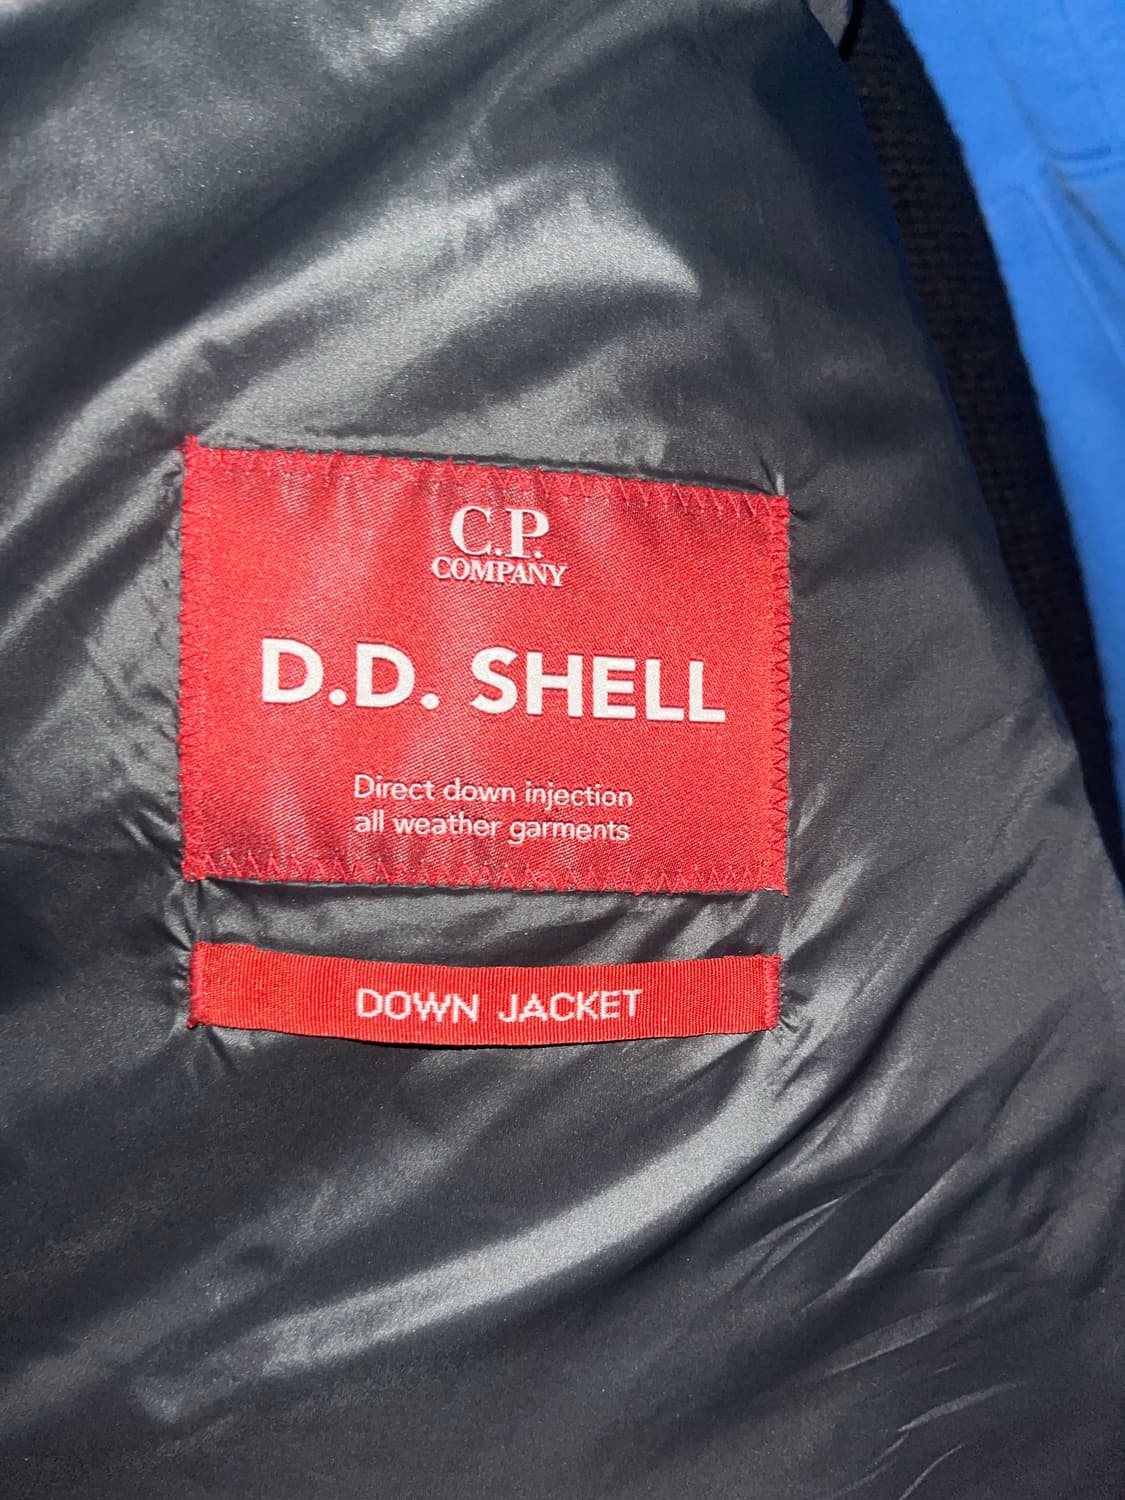 C.P.
COMPANY
D.D. SHELL
Direct down injection
all weather garments
DOWN JACKET